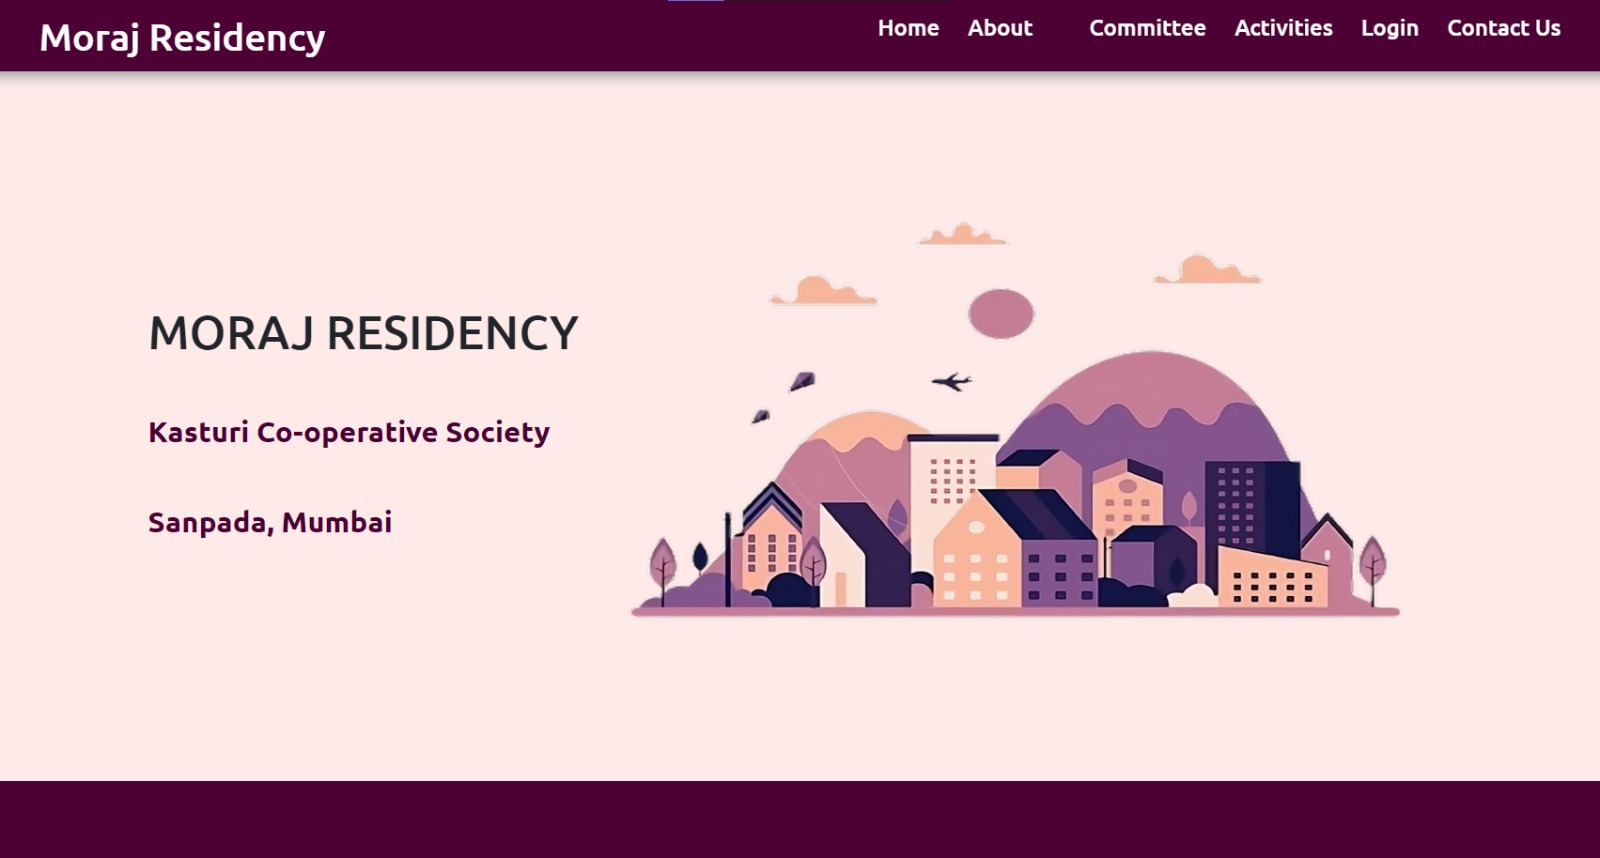 Moraj Residency
Home About Committee Activities Login Contact Us
MORAJ RESIDENCY
Kasturi Co-operative Society
Sanpada, Mumbai